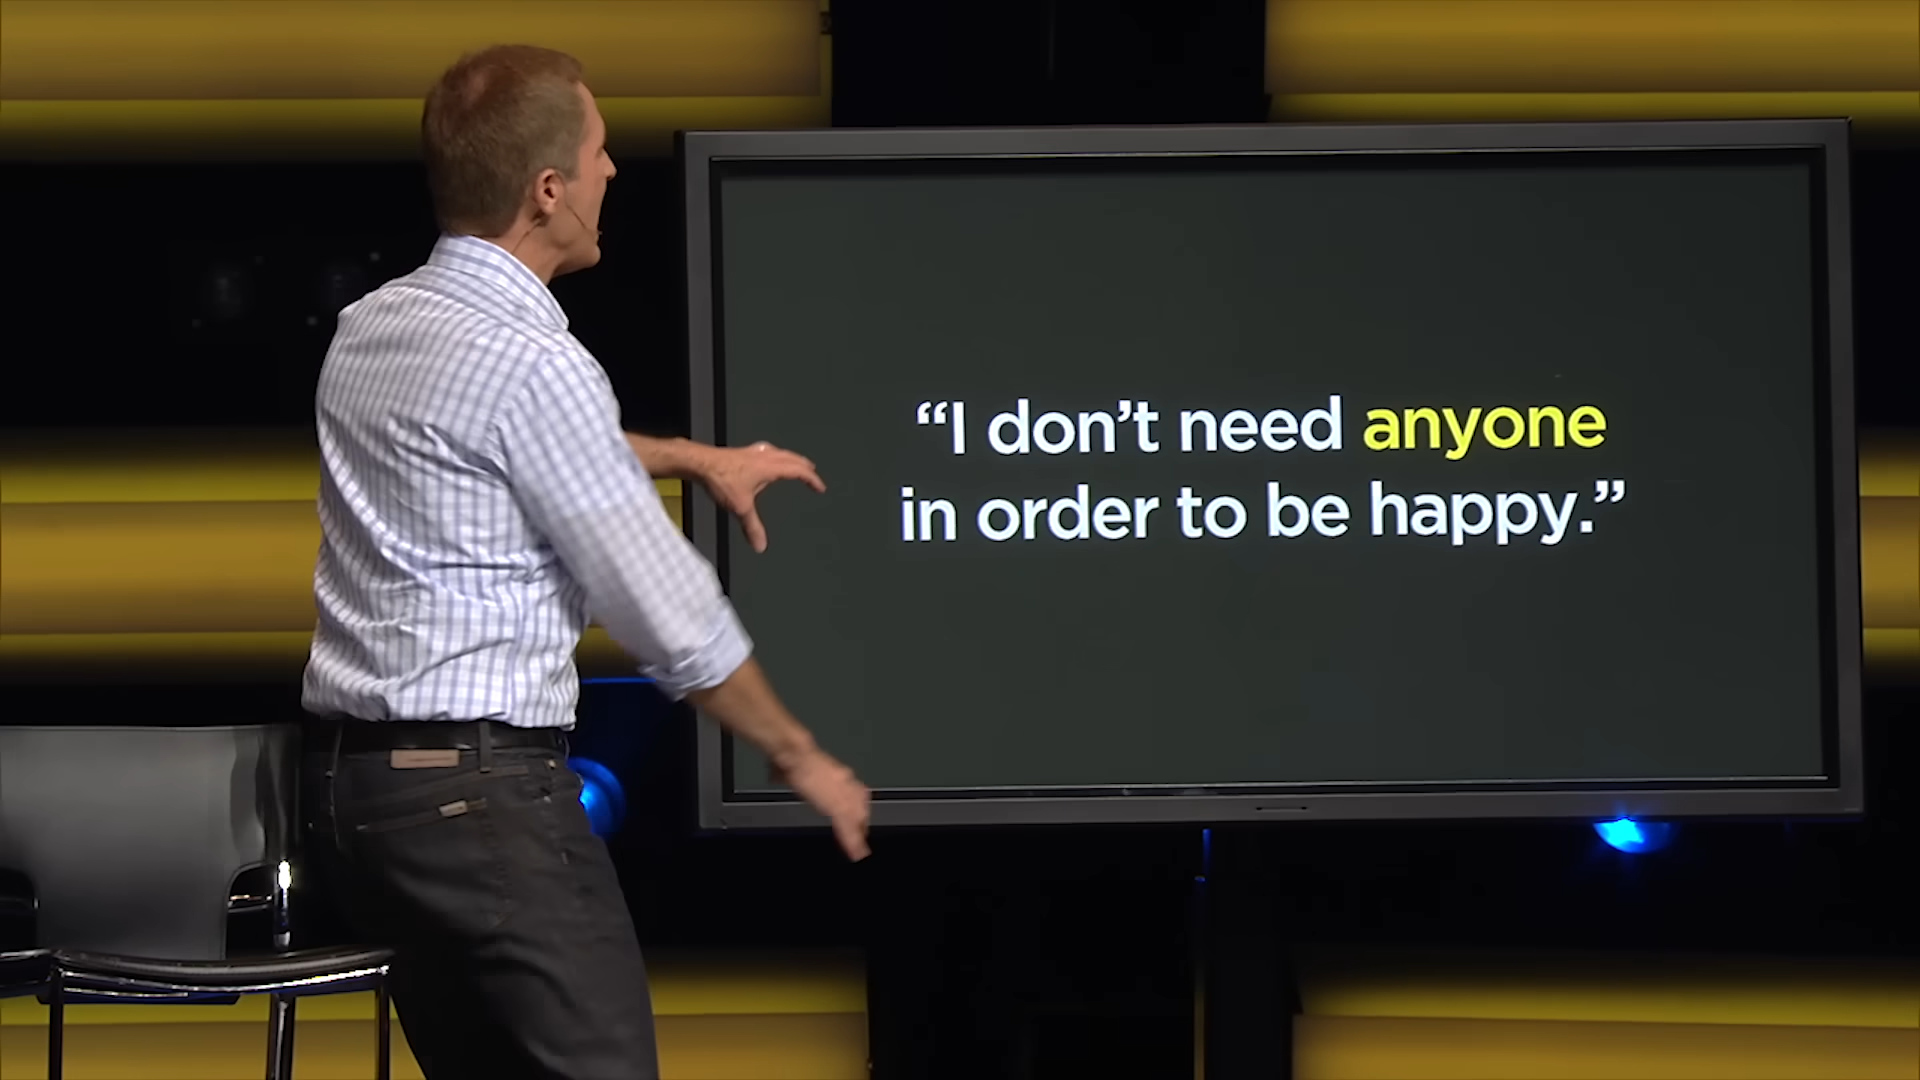 “I don’t need anyone
in order to be happy.”